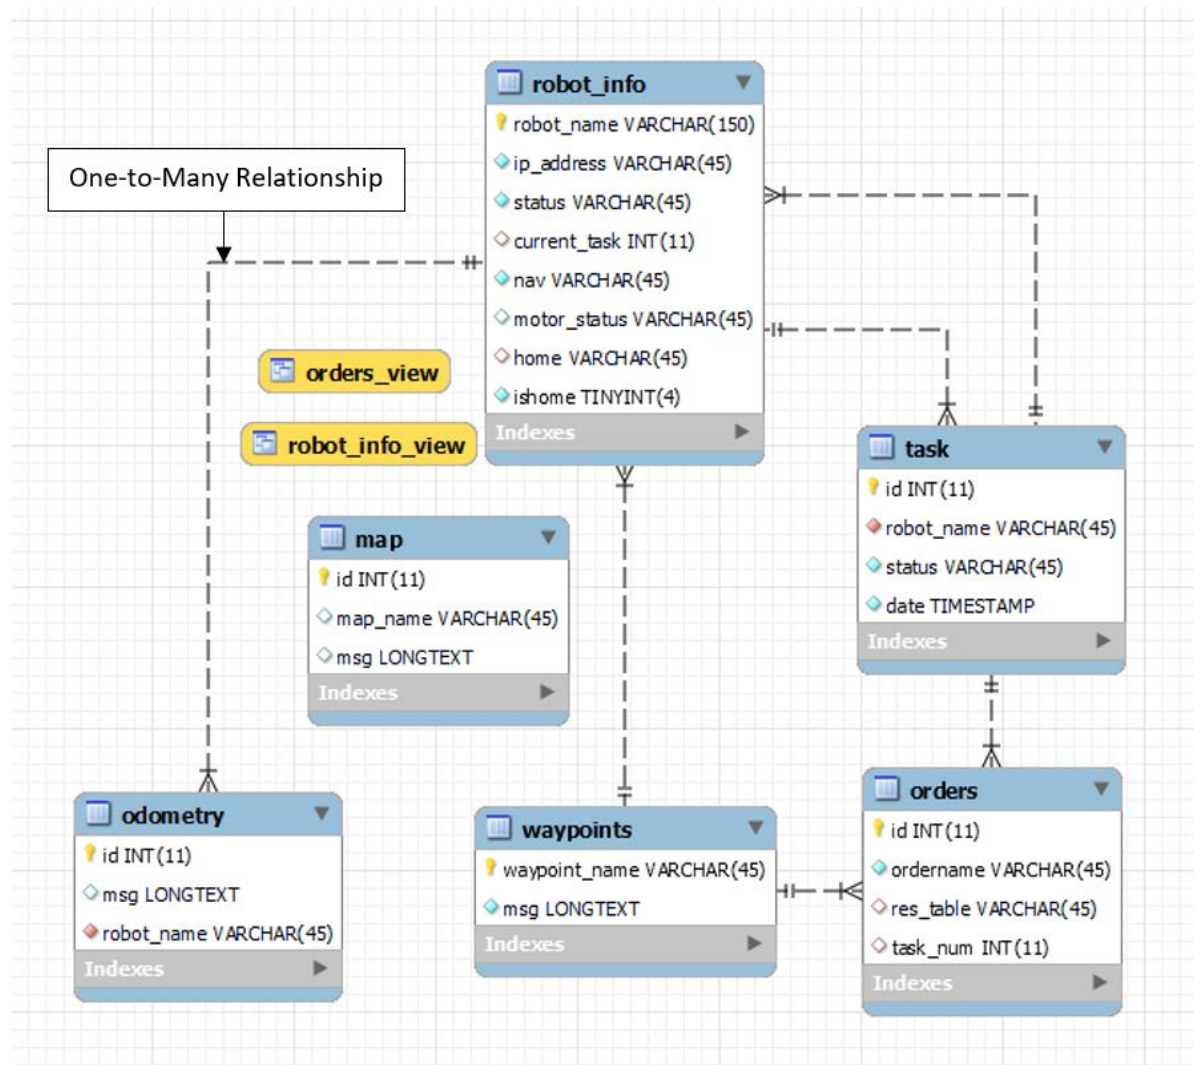 robot_info
robot_name VARCHAR(150)
ip_address VARCHAR(45)
status VARCHAR(45)
current_task INT(11)
nav VARCHAR(45)
motor_status VARCHAR(45)
home VARCHAR(45)
ishome TINYINT(4)
Indexes
One-to-Many Relationship
orders_view
robot_info_view
task
id INT(11)
robot_name VARCHAR(45)
status VARCHAR(45)
date TIMESTAMP
Indexes
map
id INT(11)
map_name VARCHAR(45)
msg LONGTEXT
Indexes
odometry
id INT(11)
msg LONGTEXT
robot_name VARCHAR(45)
Indexes
waypoints
waypoint_name VARCHAR(45)
msg LONGTEXT
Indexes
orders
id INT(11)
ordername VARCHAR(45)
res_table VARCHAR(45)
task_num INT(11)
Indexes